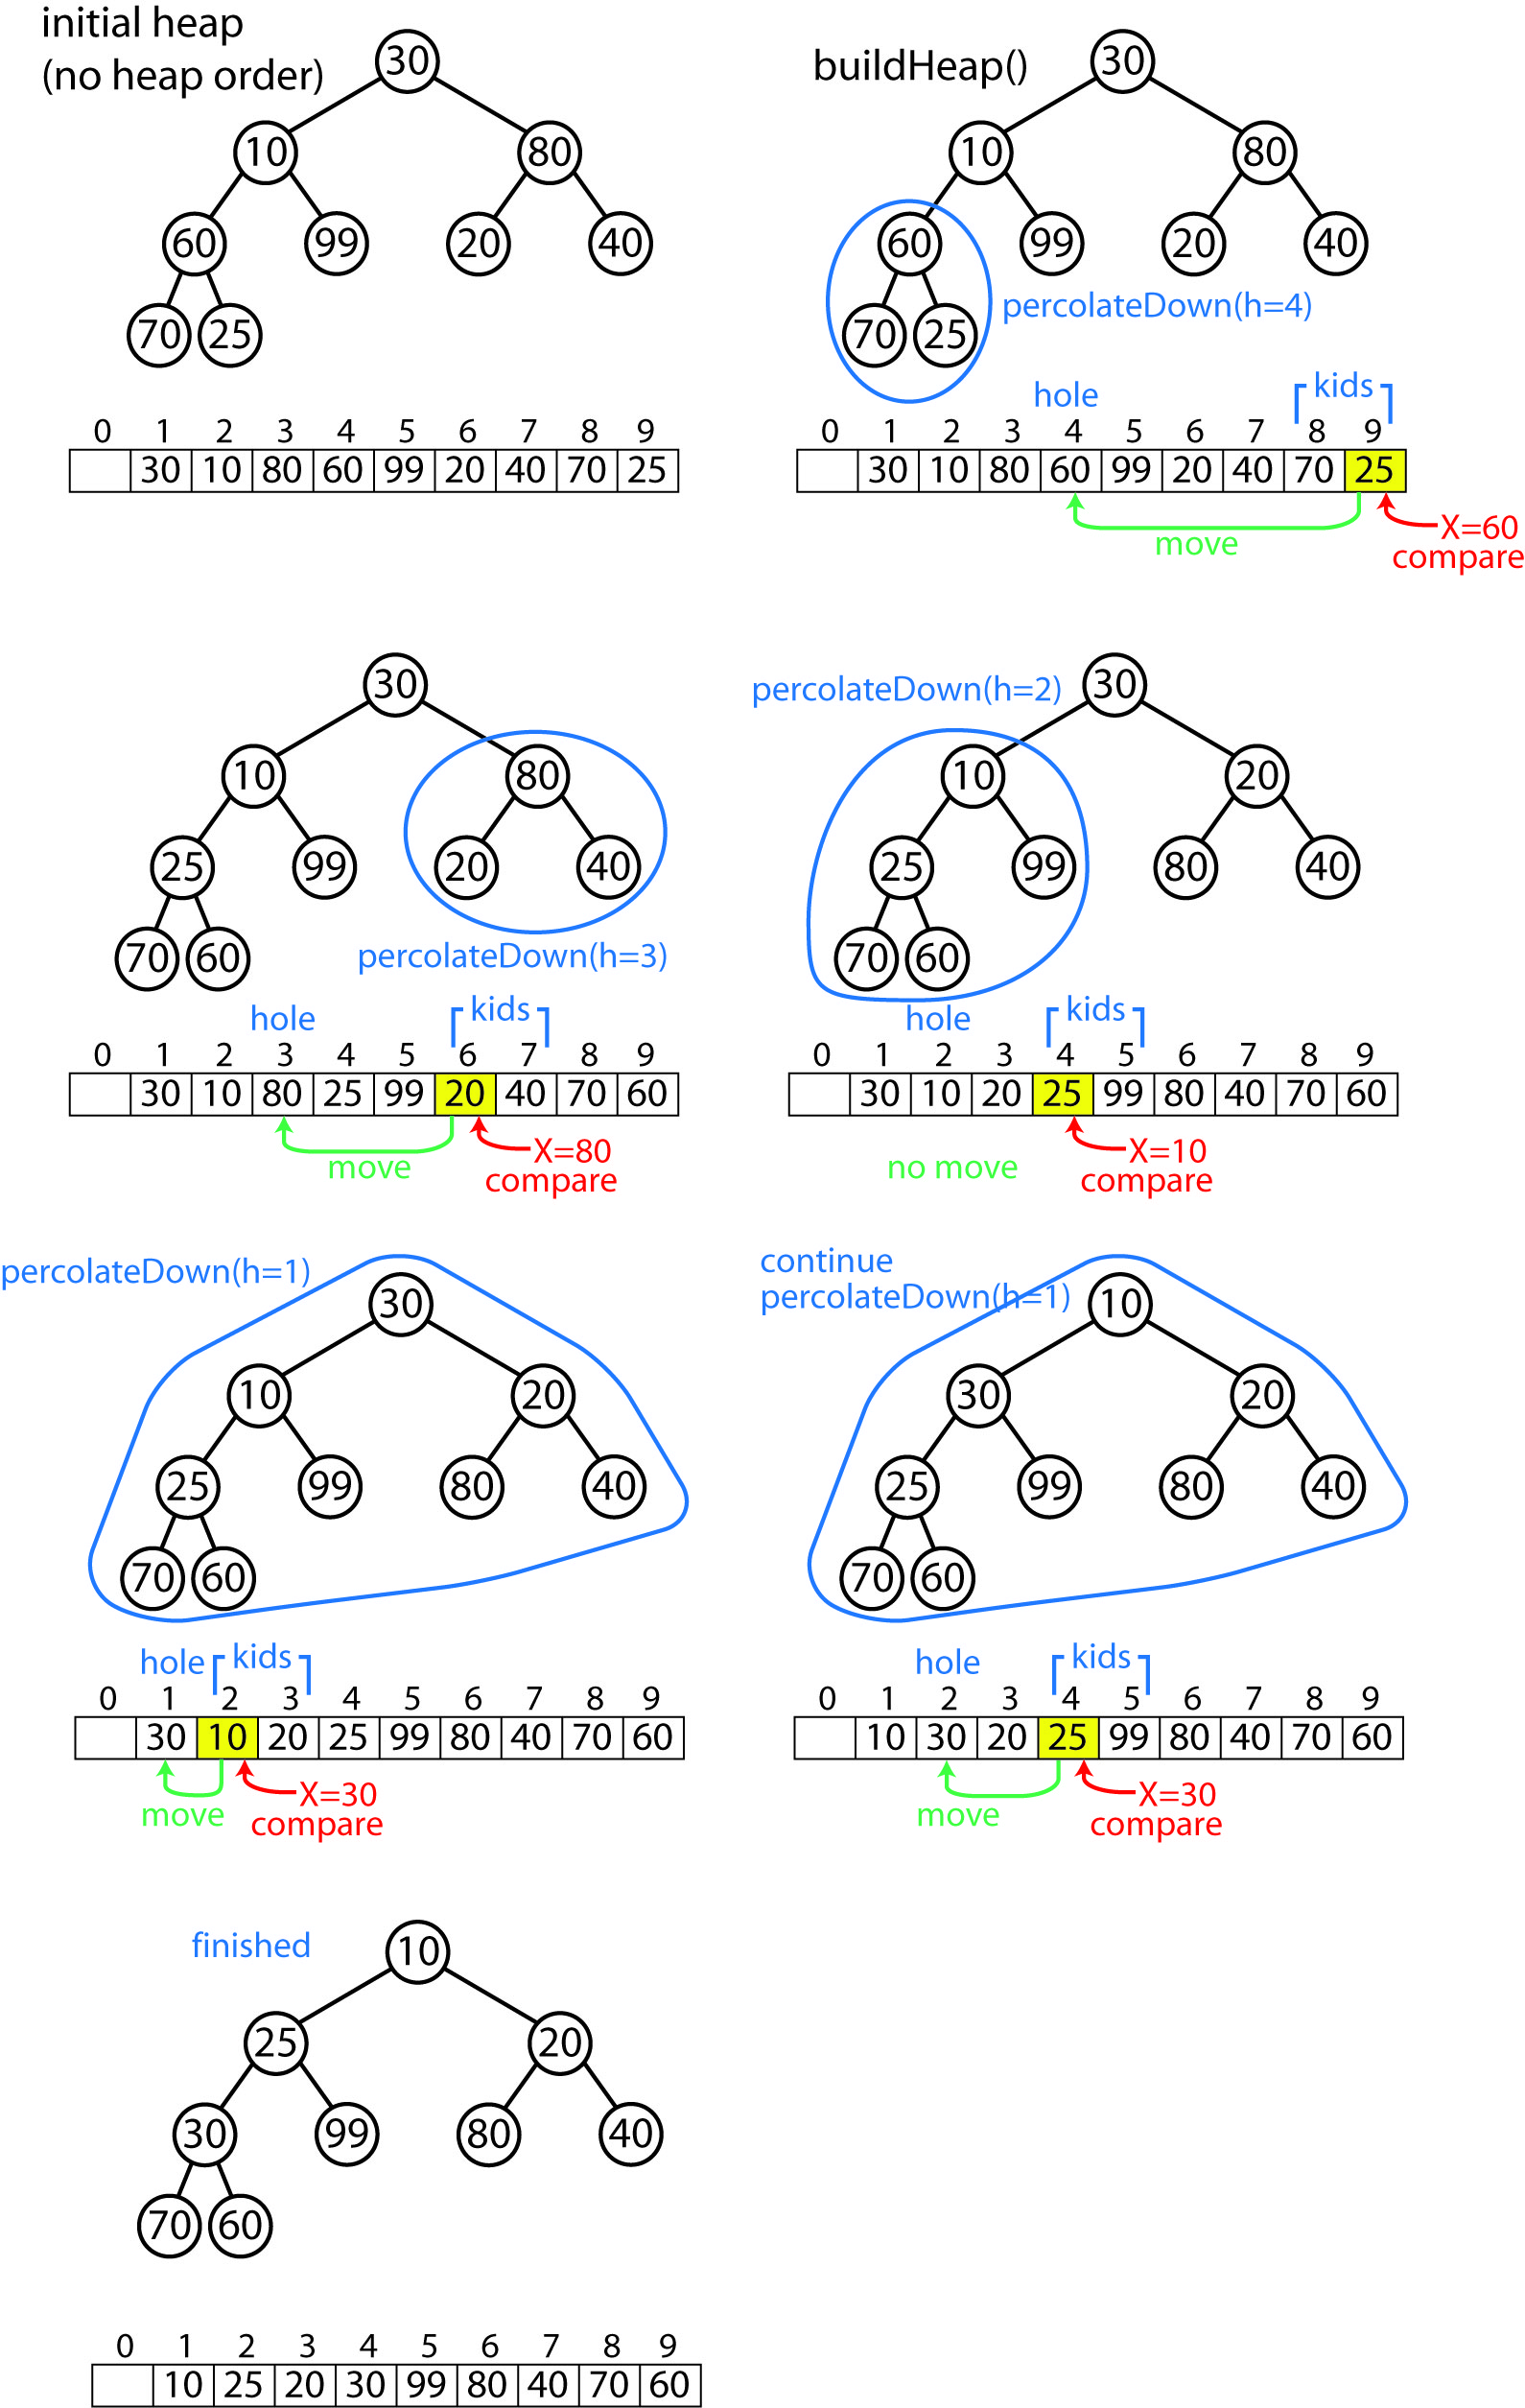 initial heap
(no heap order)
30
10 80
60 99 20 40
70 25
0 1 2 3 4 5 6 7 8 9
30 10 80 60 99 20 40 70 25
buildHeap()
30
10 80
60 99 20 40
70 25
percolateDown(h=4)
hole kids
0 1 2 3 4 5 6 7 8 9
30 10 80 60 99 20 40 70 25
move
X=60
compare
30
10 80
25 99 20 40
70 60
percolateDown(h=3)
hole kids
0 1 2 3 4 5 6 7 8 9
30 10 80 25 99 20 40 70 60
move
X=80
compare
percolateDown(h=2)
30
10 20
25 99 80 40
70 60
hole kids
0 1 2 3 4 5 6 7 8 9
30 10 20 25 99 80 40 70 60
no move
X=10
compare
percolateDown(h=1)
30
10 20
25 99 80 40
70 60
hole kids
0 1 2 3 4 5 6 7 8 9
30 10 20 25 99 80 40 70 60
move
X=30
compare
continue
percolateDown(h=1)
10
30 20
25 99 80 40
70 60
hole kids
0 1 2 3 4 5 6 7 8 9
10 30 20 25 99 80 40 70 60
move
X=30
compare
finished
10
25 20
30 99 80 40
70 60
0 1 2 3 4 5 6 7 8 9
10 25 20 30 99 80 40 70 60